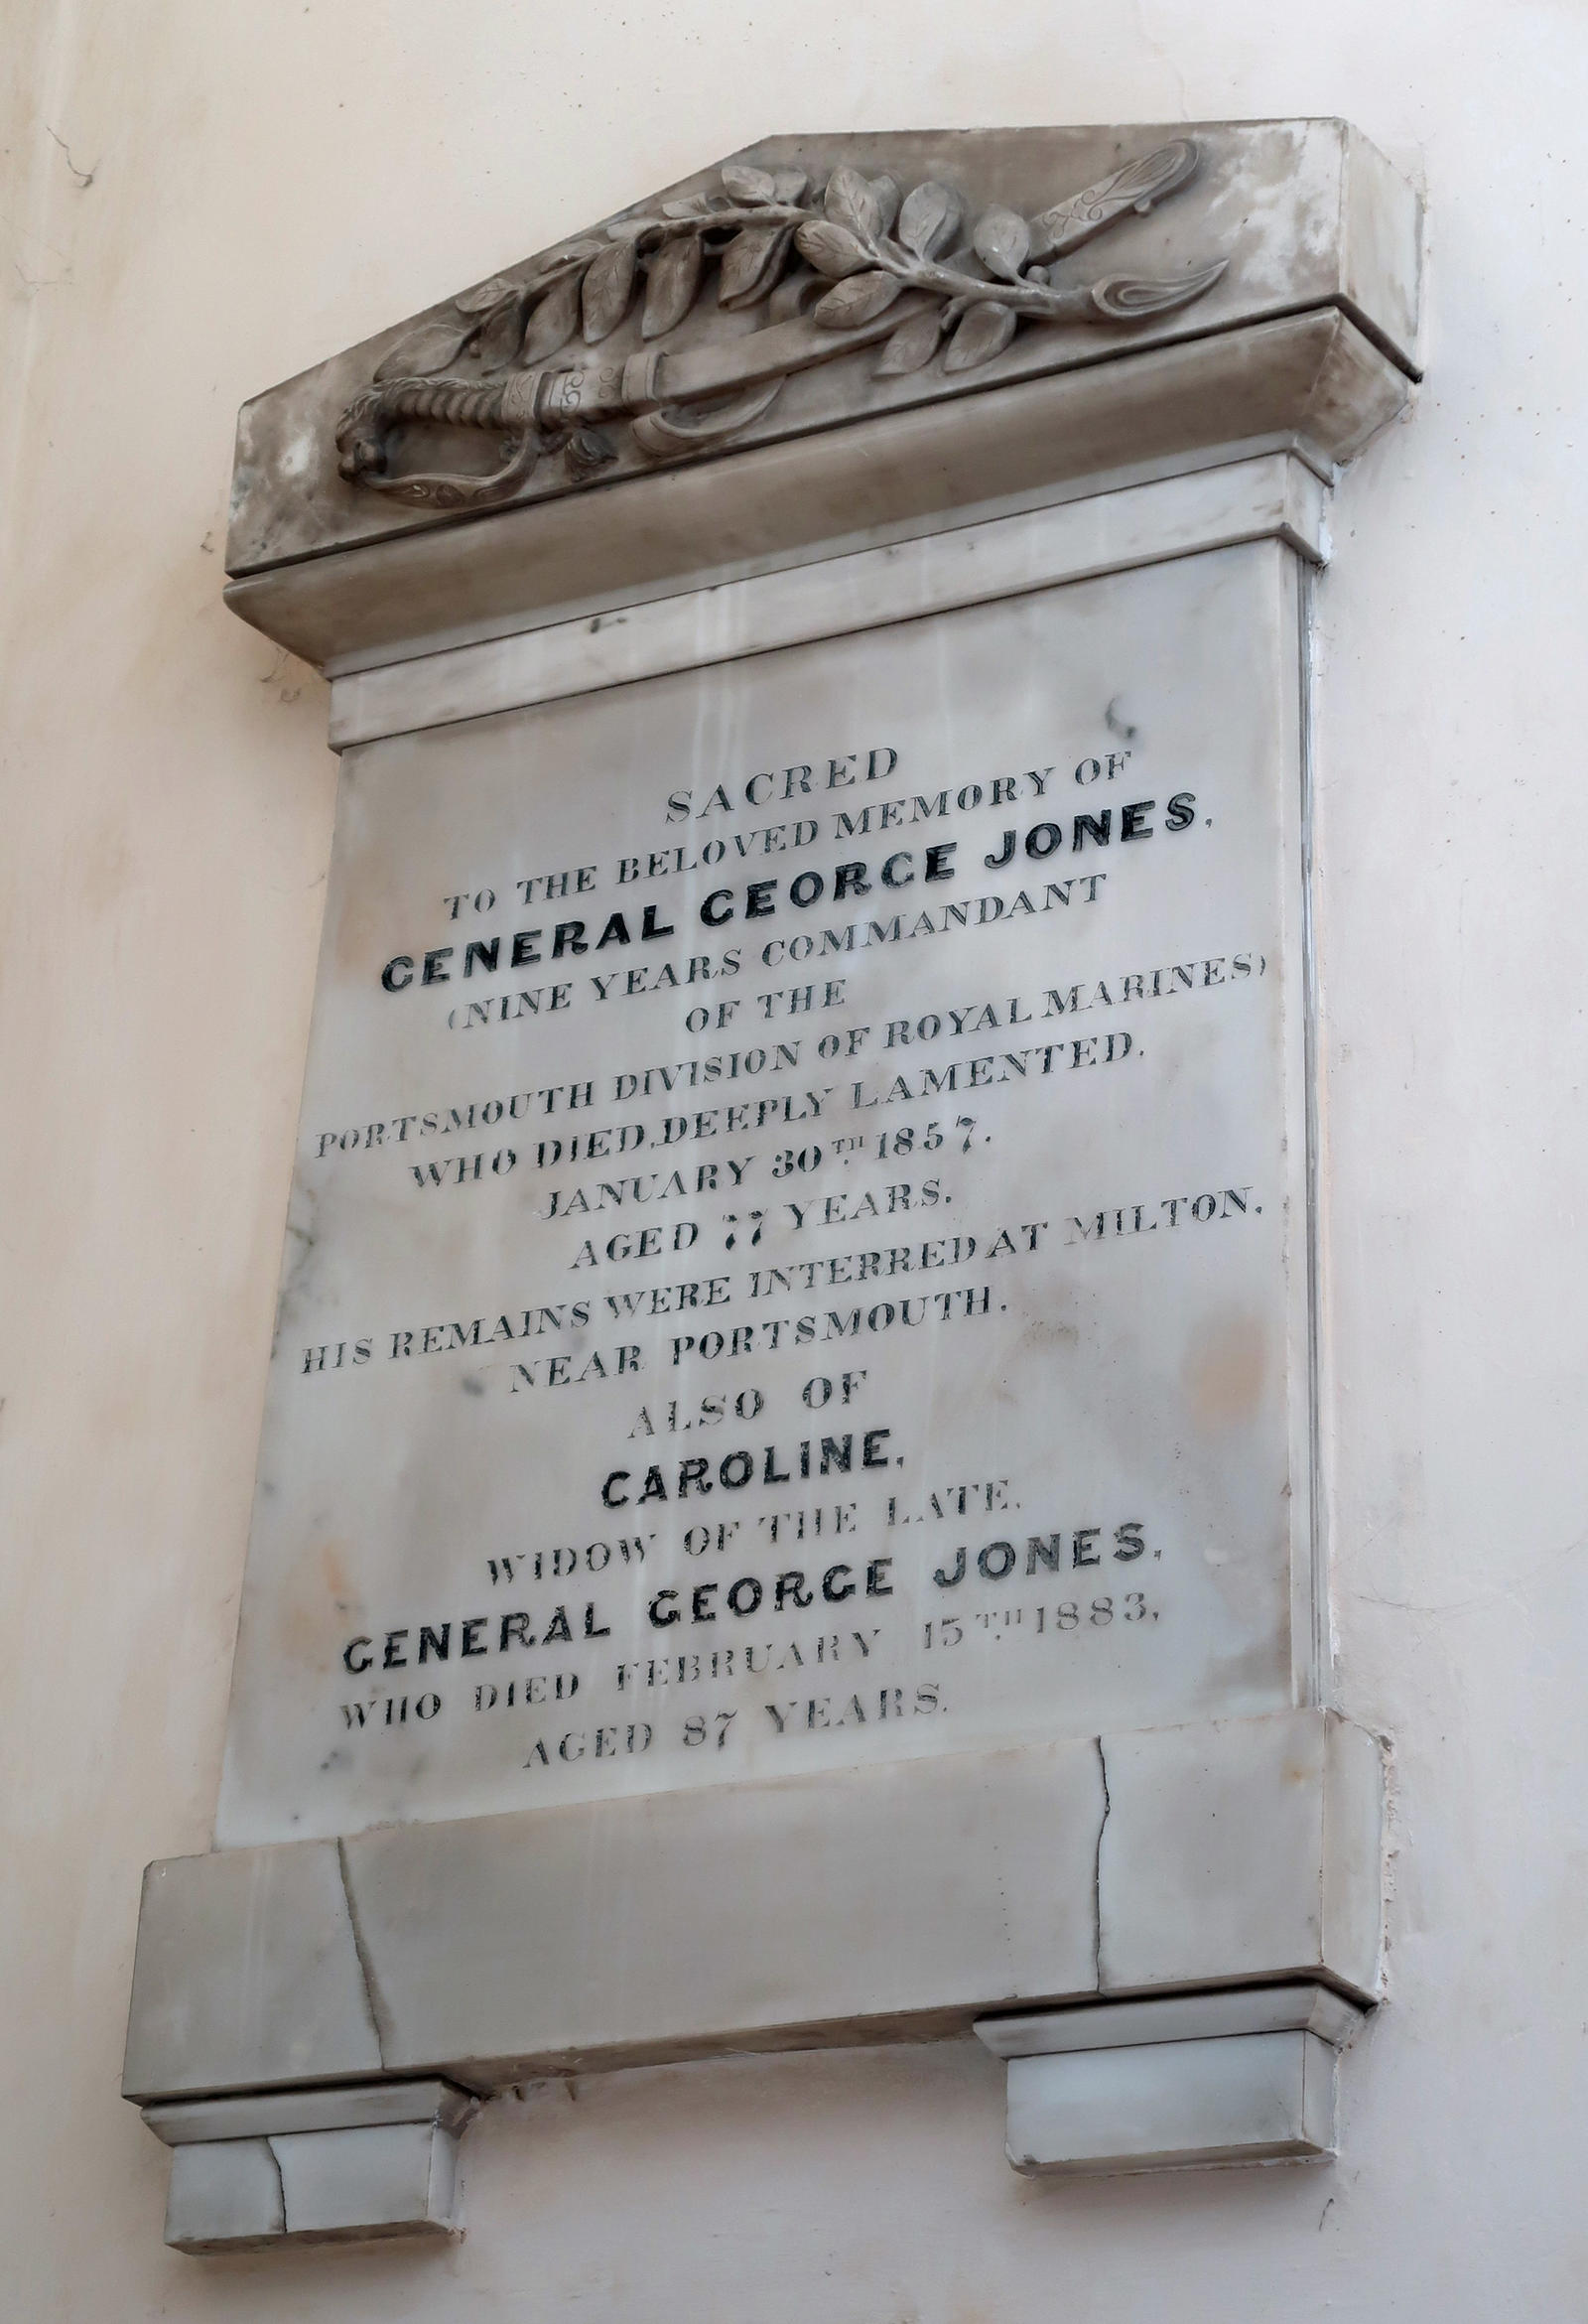 SACRED
TO THE BELOVED MEMORY OF
GENERAL GEORGE JONES,
(NINE YEARS COMMANDANT
OF THE
PORTSMOUTH DIVISION OF ROYAL MARINES)
WHO DIED, DEEPLY LAMENTED,
JANUARY 30TH 1857,
AGED 77 YEARS.
HIS REMAINS WERE INTERRED AT MILTON,
NEAR PORTSMOUTH.
ALSO OF
CAROLINE,
WIDOW OF THE LATE,
GENERAL GEORGE JONES,
WHO DIED FEBRUARY 15TH 1883,
AGED 87 YEARS.